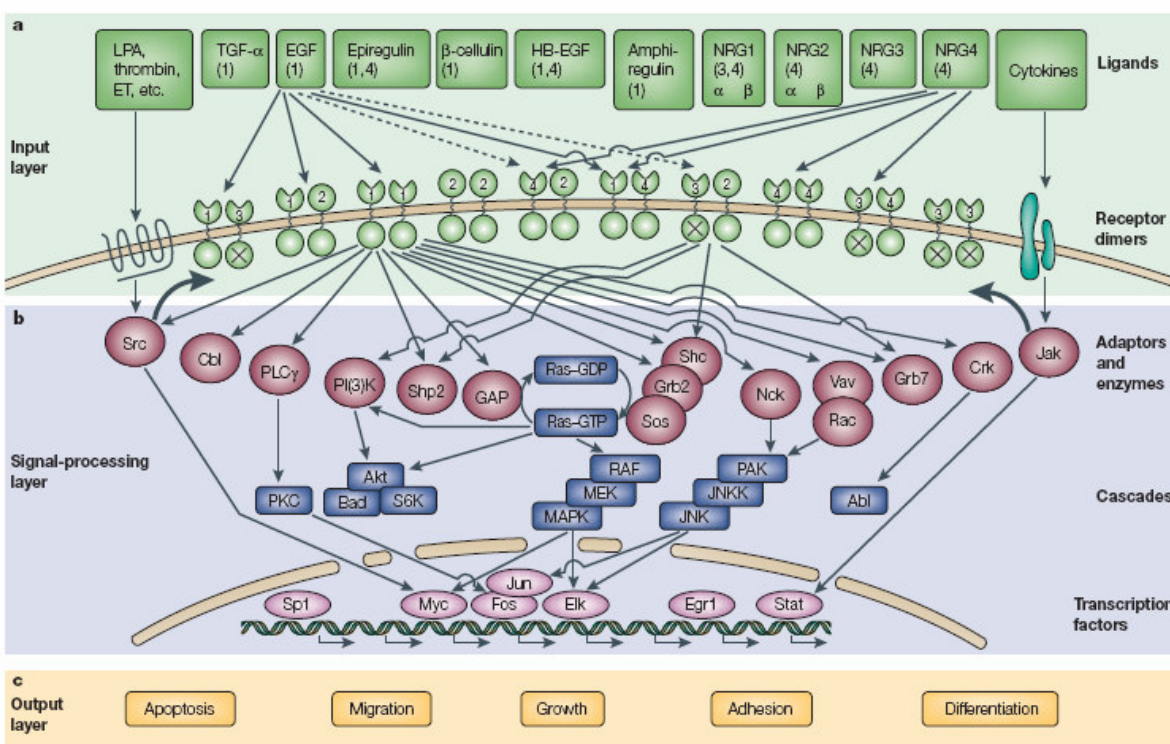 a
LPA,
thrombin,
ET, etc.
TGF-α
(1)
EGF
(1)
Epiregulin
(1,4)
β-cellulin
(1)
HB-EGF
(1,4)
Amphi-
regulin
(1)
NRG1
(3,4)
α β
NRG2
(4)
α β
NRG3
(4)
NRG4
(4)
Cytokines
Ligands
Input
layer
1 3
1 2
1 1
2 2
4 2
1 4
3 2
4 4
3 4
3 3
Receptor
dimers
b
Src
Cbl
PLCγ
PI(3)K
Shp2
GAP
Ras–GDP
Ras–GTP
Shc
Grb2
Sos
Nck
Vav
Rac
Grb7
Crk
Jak
Adaptors
and
enzymes
Signal-processing
layer
PKC
Akt
Bad
S6K
RAF
MEK
MAPK
PAK
JNKK
JNK
Abl
Cascades
Sp1
Myc
Jun
Fos
Elk
Egr1
Stat
Transcription
factors
c
Output
layer
Apoptosis
Migration
Growth
Adhesion
Differentiation